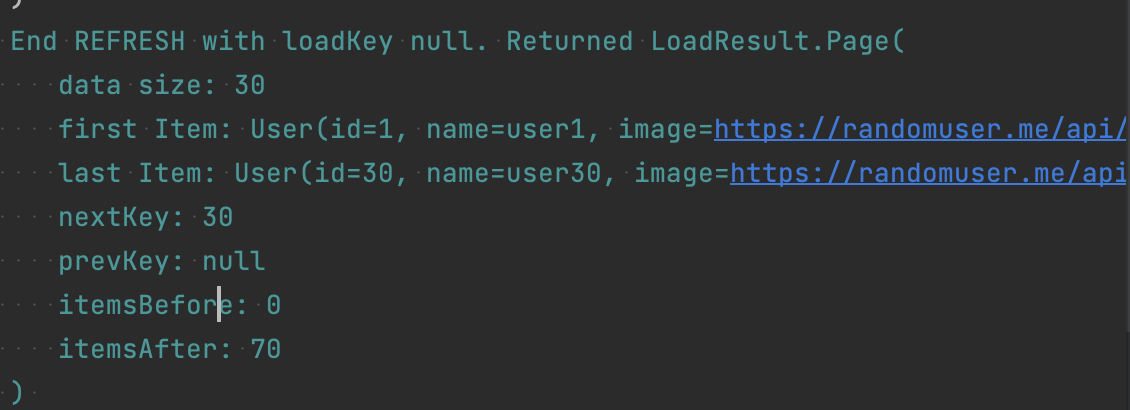 )
End REFRESH with loadKey null. Returned LoadResult.Page(
data size: 30
first Item: User(id=1, name=user1, image=https://randomuser.me/api/
last Item: User(id=30, name=user30, image=https://randomuser.me/api
nextKey: 30
prevKey: null
itemsBefore: 0
itemsAfter: 70
)